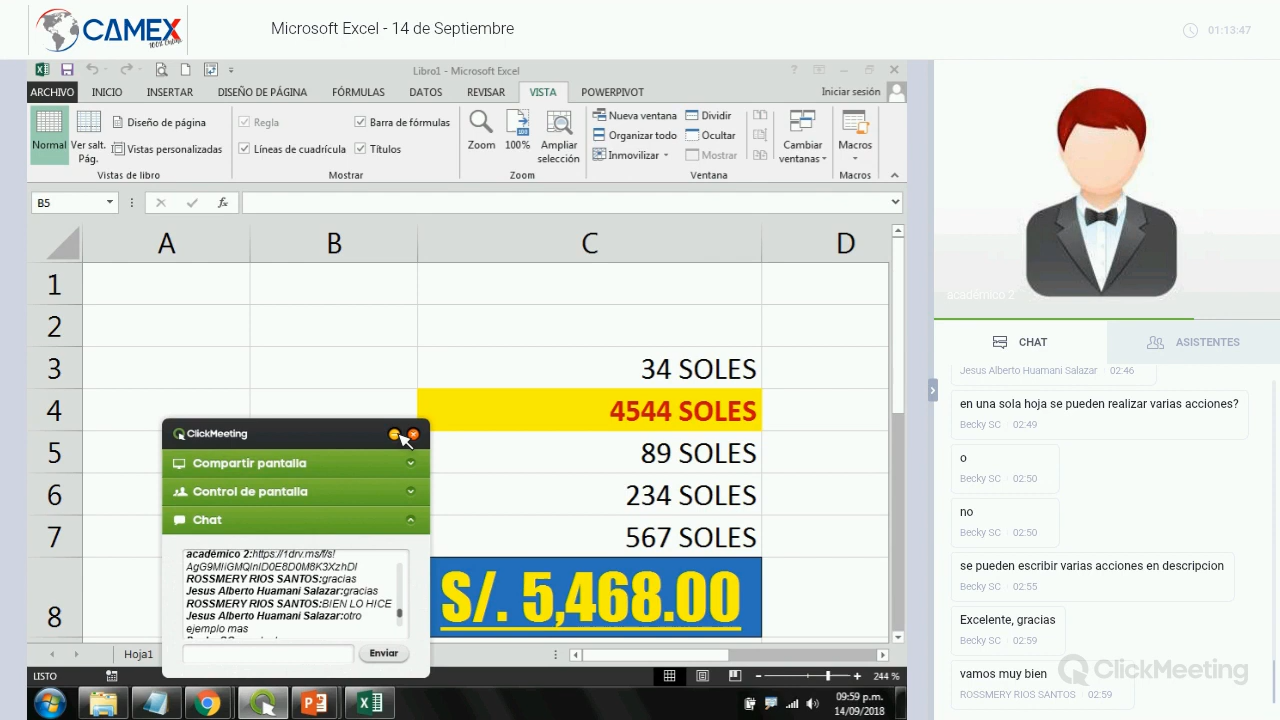 CAMEX
100% Online
Microsoft Excel - 14 de Septiembre
01:13:47
Libro1 - Microsoft Excel
ARCHIVO INICIO INSERTAR DISEÑO DE PÁGINA FÓRMULAS DATOS REVISAR VISTA POWERPIVOT Iniciar sesión
Normal
Ver salt. Pág.
Diseño de página
Vistas personalizadas
Vistas de libro
Regla
Barra de fórmulas
Líneas de cuadrícula
Títulos
Mostrar
Zoom
100%
Ampliar selección
Zoom
Nueva ventana
Organizar todo
Inmovilizar
Dividir
Ocultar
Mostrar
Cambiar ventanas
Ventana
Macros
Macros
B5
fx
A B C D
1
2
3 34 SOLES
4 4544 SOLES
5 89 SOLES
6 234 SOLES
7 567 SOLES
8 S/. 5,468.00
ClickMeeting
Compartir pantalla
Control de pantalla
Chat
académico 2:https://1drv.ms/f/s!
ROSSMERY RIOS SANTOS:gracias
Jesus Alberto Huamani Salazar:gracias
ROSSMERY RIOS SANTOS:BIEN LO HICE
Jesus Alberto Huamani Salazar:otro
ejemplo mas
Enviar
Hoja1
LISTO
244 %
09:59 p.m.
14/09/2018
académico 2
CHAT ASISTENTES
Jesus Alberto Huamani Salazar 02:46
en una sola hoja se pueden realizar varias acciones?
Becky SC 02:49
o
Becky SC 02:50
no
Becky SC 02:50
se pueden escribir varias acciones en descripcion
Becky SC 02:55
Excelente, gracias
Becky SC 02:59
vamos muy bien
ROSSMERY RIOS SANTOS 02:59
ClickMeeting